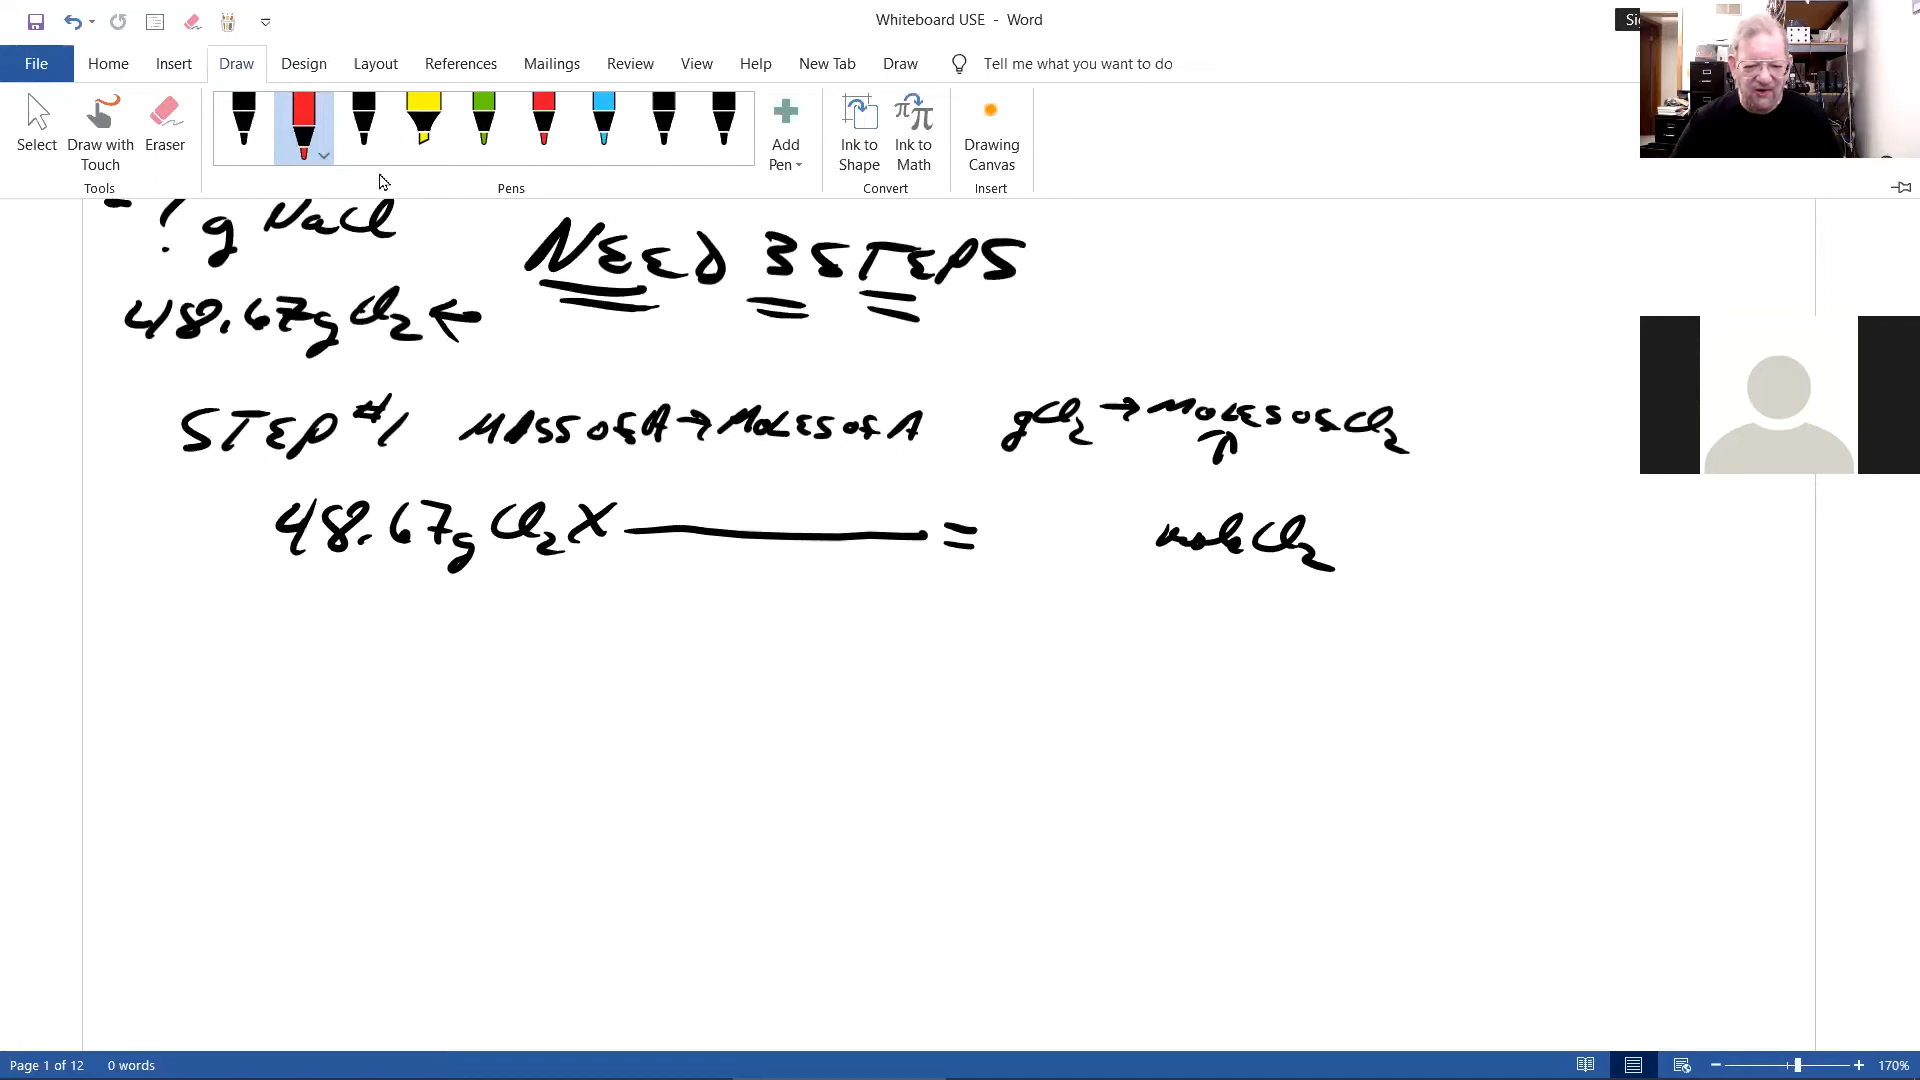 Whiteboard USE - Word
Si
File Home Insert Draw Design Layout References Mailings Review View Help New Tab Draw Tell me what you want to do
Select Draw with Touch Eraser Add Pen Ink to Shape Ink to Math Drawing Canvas
Tools Pens Convert Insert
? g NaCl
NEED 3 STEPS
48.67g Cl2 ←
STEP #1 MASS OF A → MOLES OF A gCl2 → MOLES OF Cl2
↑
48.67g Cl2 X = mole Cl2
Page 1 of 12 0 words 170%